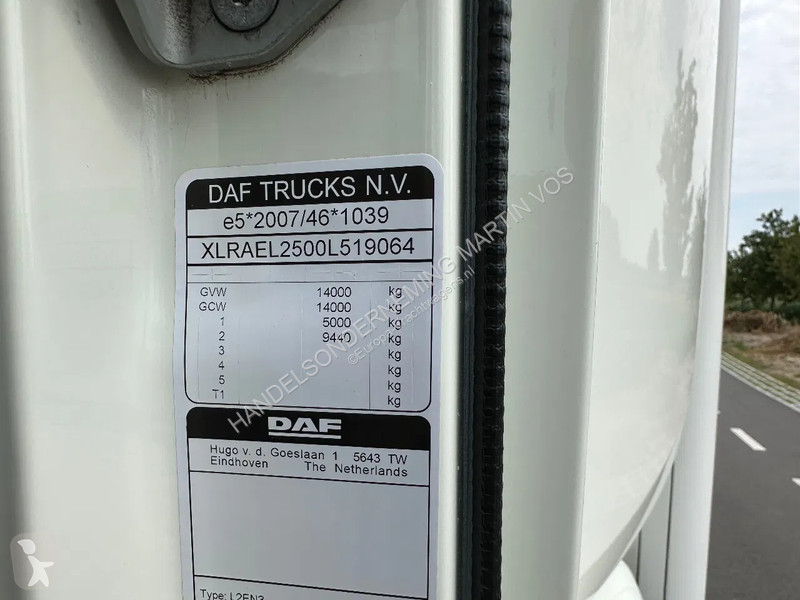 DAF TRUCKS N.V.
e5*2007/46*1039
XLRAEL2500L519064
GVW 14000 kg
GCW 14000 kg
1 5000 kg
2 9440 kg
3 kg
4 kg
5 kg
T1 kg
DAF
Hugo v. d. Goeslaan 1 5643 TW
Eindhoven The Netherlands
Type: L2EN3
HANDELSONDERNEMING MARTIN VOS